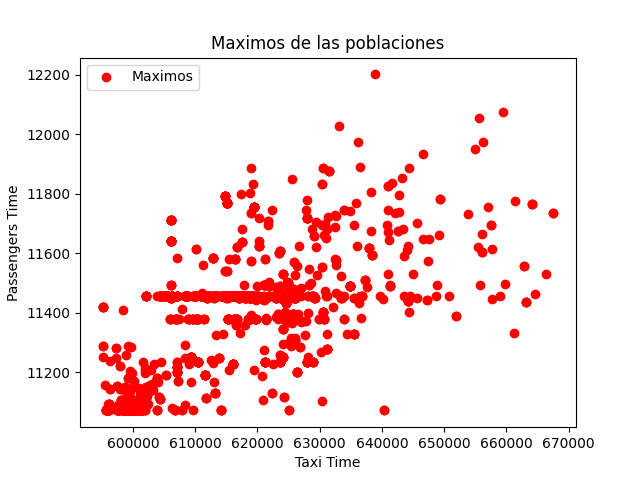 Maximos de las poblaciones
Maximos
12200
12000
11800
11600
11400
11200
Passengers Time
600000 610000 620000 630000 640000 650000 660000 670000
Taxi Time